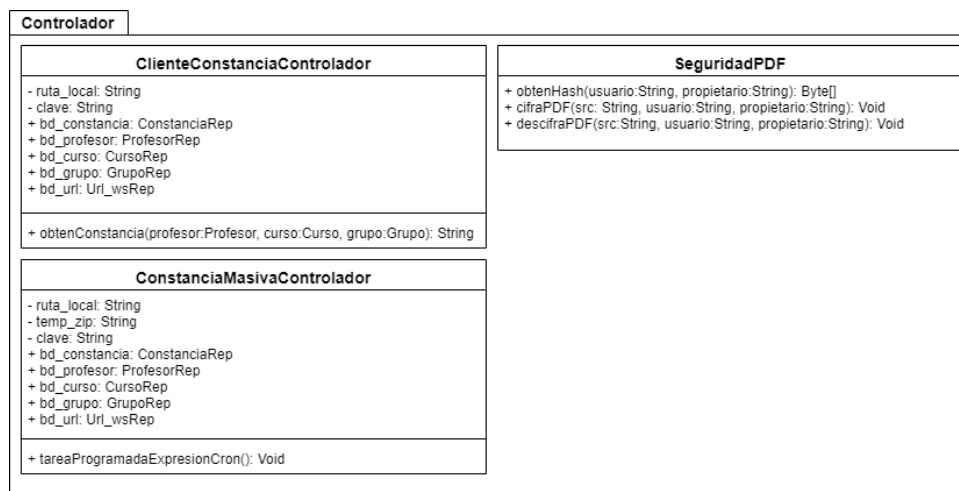 Controlador
ClienteConstanciaControlador
- ruta_local: String
- clave: String
+ bd_constancia: ConstanciaRep
+ bd_profesor: ProfesorRep
+ bd_curso: CursoRep
+ bd_grupo: GrupoRep
+ bd_url: Url_wsRep
+ obtenConstancia(profesor:Profesor, curso:Curso, grupo:Grupo): String
SeguridadPDF
+ obtenHash(usuario:String, propietario:String): Byte[]
+ cifraPDF(src: String, usuario:String, propietario:String): Void
+ descifraPDF(src:String, usuario:String, propietario:String): Void
ConstanciaMasivaControlador
- ruta_local: String
- temp_zip: String
- clave: String
+ bd_constancia: ConstanciaRep
+ bd_profesor: ProfesorRep
+ bd_curso: CursoRep
+ bd_grupo: GrupoRep
+ bd_url: Url_wsRep
+ tareaProgramadaExpresionCron(): Void